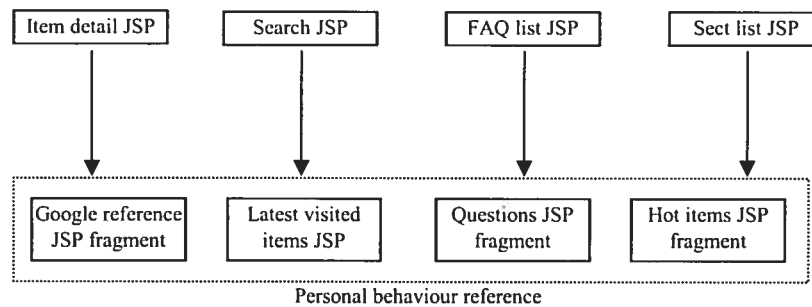 Item detail JSP
Search JSP
FAQ list JSP
Sect list JSP
Google reference
JSP fragment
Latest visited
items JSP
Questions JSP
fragment
Hot items JSP
fragment
Personal behaviour reference